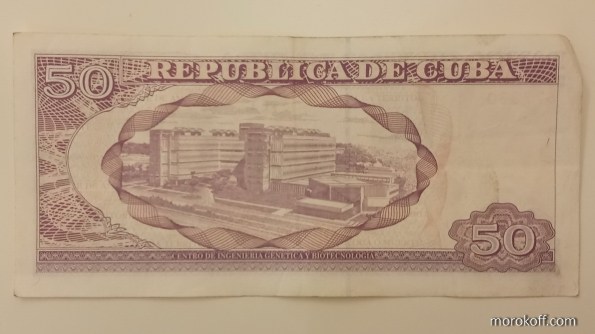 50
REPUBLICA DE CUBA
CENTRO DE INGENIERIA GENETICA Y BIOTECNOLOGIA
50
morokoff.com